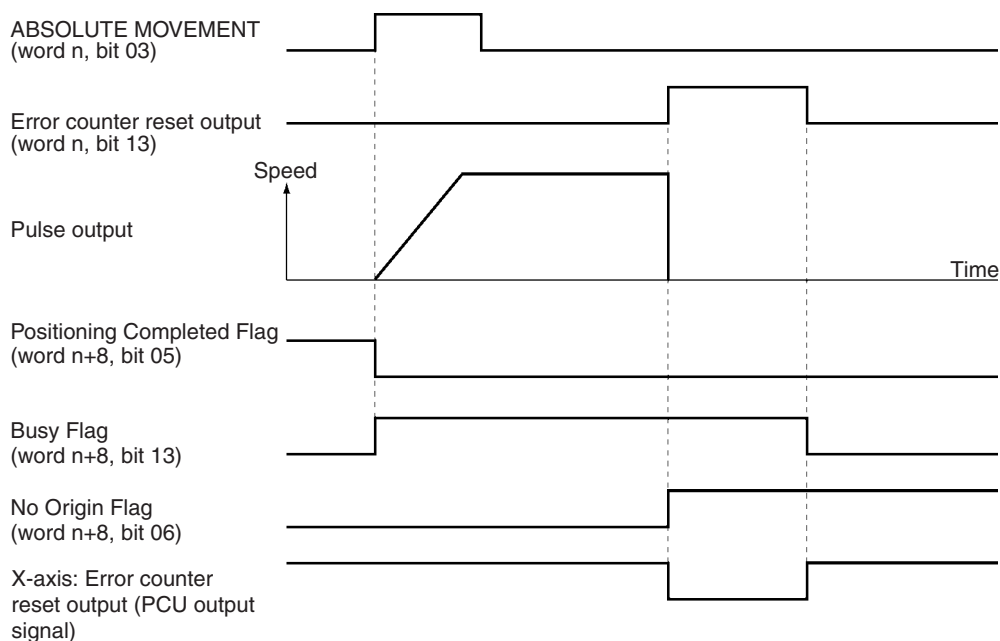 ABSOLUTE MOVEMENT
(word n, bit 03)
Error counter reset output
(word n, bit 13)
Speed
Pulse output
Time
Positioning Completed Flag
(word n+8, bit 05)
Busy Flag
(word n+8, bit 13)
No Origin Flag
(word n+8, bit 06)
X-axis: Error counter
reset output (PCU output
signal)